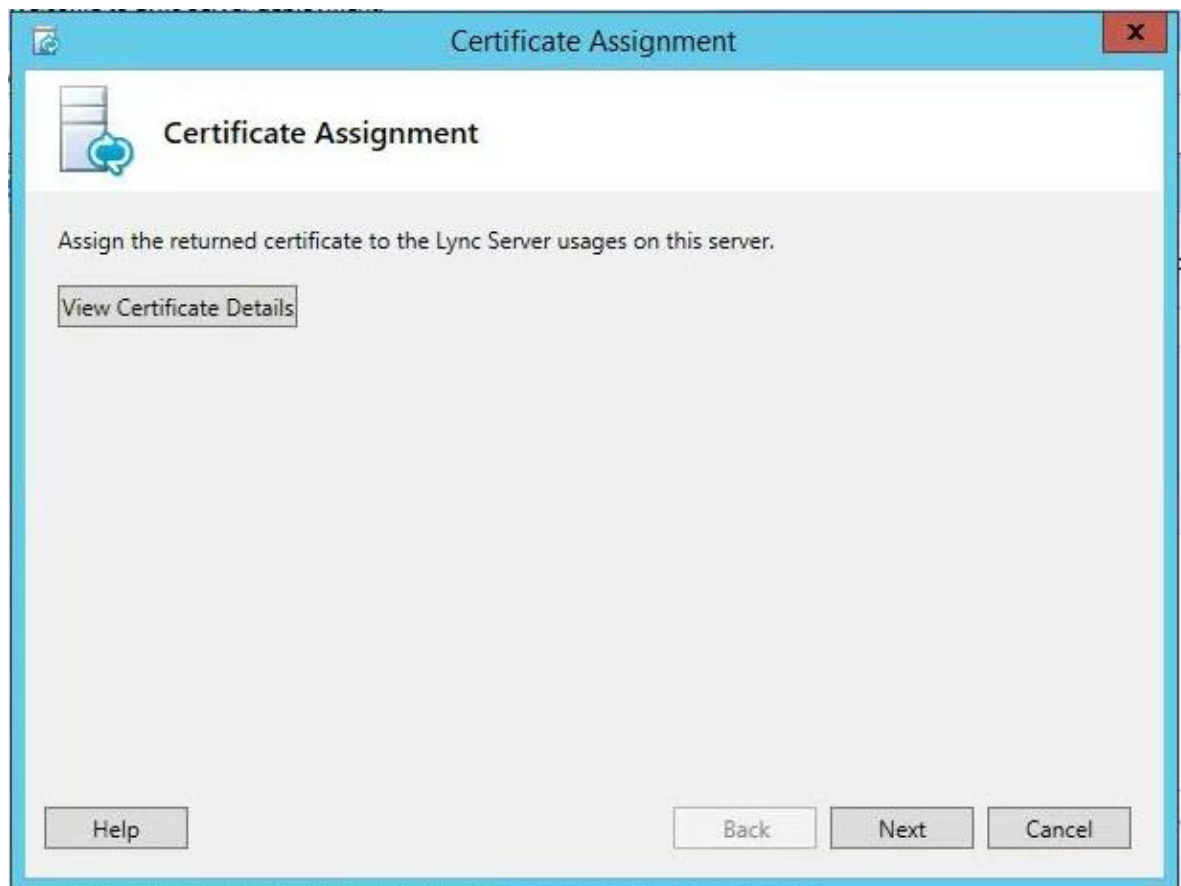 Certificate Assignment
x
Certificate Assignment
Assign the returned certificate to the Lync Server usages on this server.
View Certificate Details
Help
Back
Next
Cancel